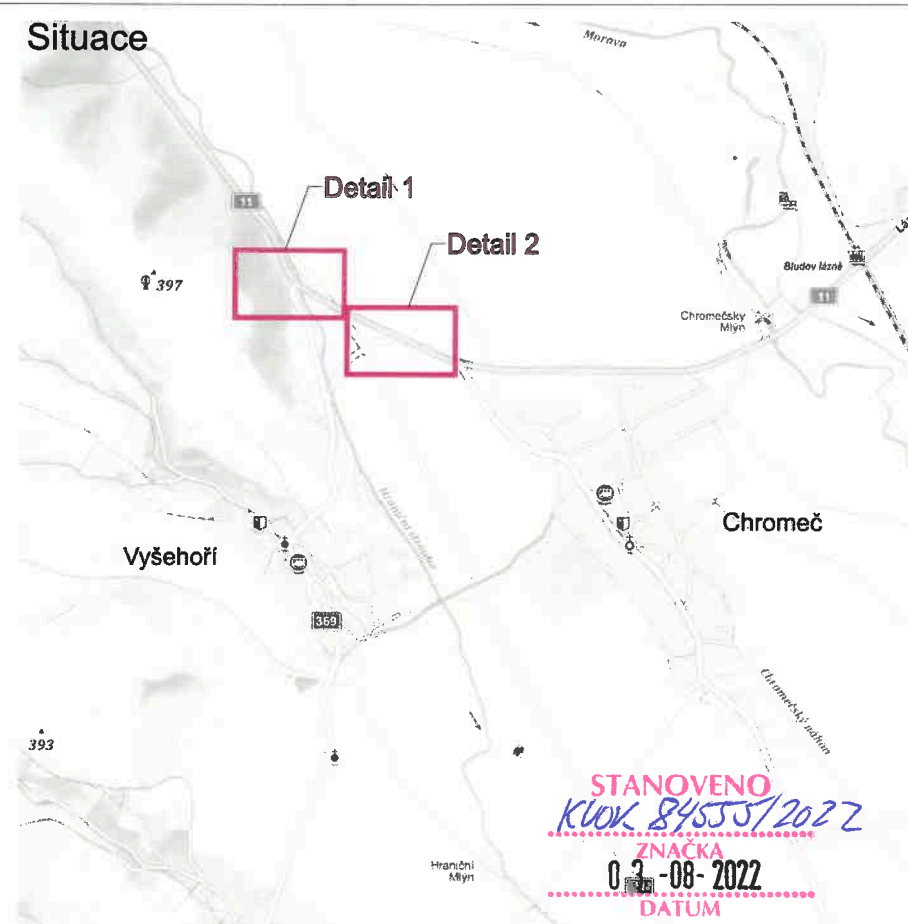 Situace
Morava
11
Detail 1
Detail 2
397
Bludov lázně
11
Chromečský
Mlýn
Chromeč
Vyšehoří
369
393
Hraniční
Mlýn
STANOVENO
KUOK 84555/2022
ZNAČKA
-08- 2022
DATUM